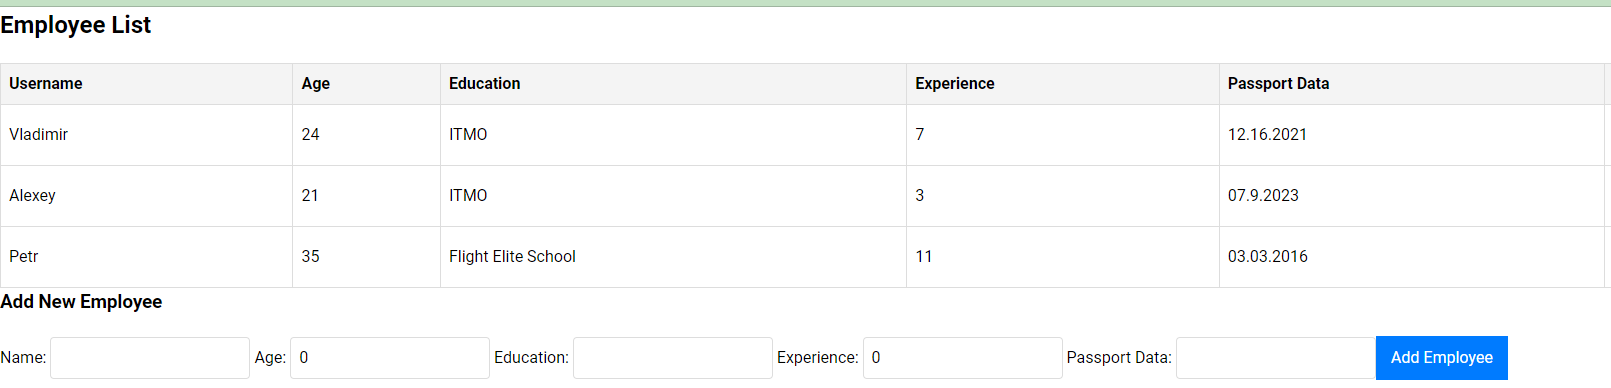 Employee List
Username Age Education Experience Passport Data
Vladimir 24 ITMO 7 12.16.2021
Alexey 21 ITMO 3 07.9.2023
Petr 35 Flight Elite School 11 03.03.2016
Add New Employee
Name: Age: 0 Education: Experience: 0 Passport Data: Add Employee